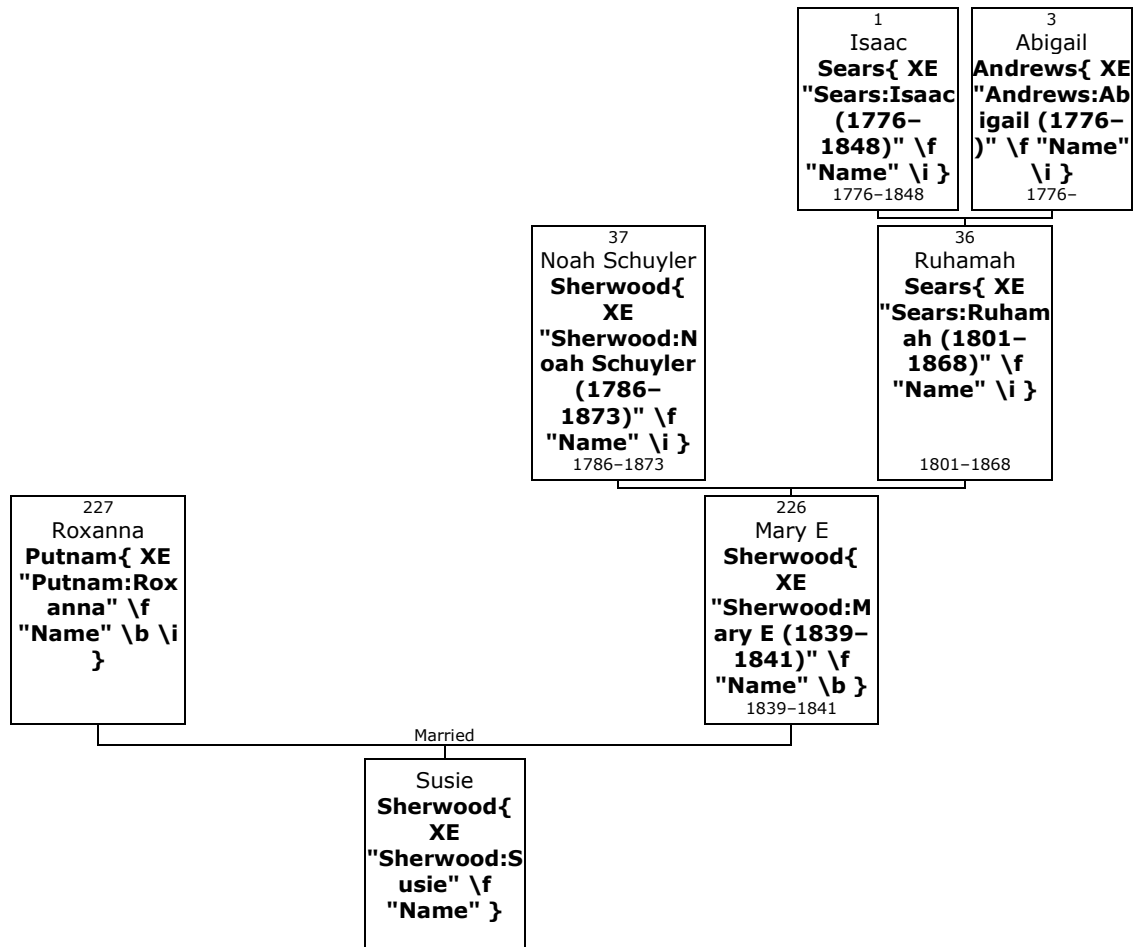 1
Isaac
Sears{ XE
"Sears:Isaac
(1776–
1848)" \f
"Name" \i }
1776–1848
3
Abigail
Andrews{ XE
"Andrews:Ab
igail (1776–
)" \f "Name"
\i }
1776–
37
Noah Schuyler
Sherwood{
XE
"Sherwood:N
oah Schuyler
(1786–
1873)" \f
"Name" \i }
1786–1873
36
Ruhamah
Sears{ XE
"Sears:Ruham
ah (1801–
1868)" \f
"Name" \i }
1801–1868
227
Roxanna
Putnam{ XE
"Putnam:Rox
anna" \f
"Name" \b \i
}
226
Mary E
Sherwood{
XE
"Sherwood:M
ary E (1839–
1841)" \f
"Name" \b }
1839–1841
Married
Susie
Sherwood{
XE
"Sherwood:S
usie" \f
"Name" }